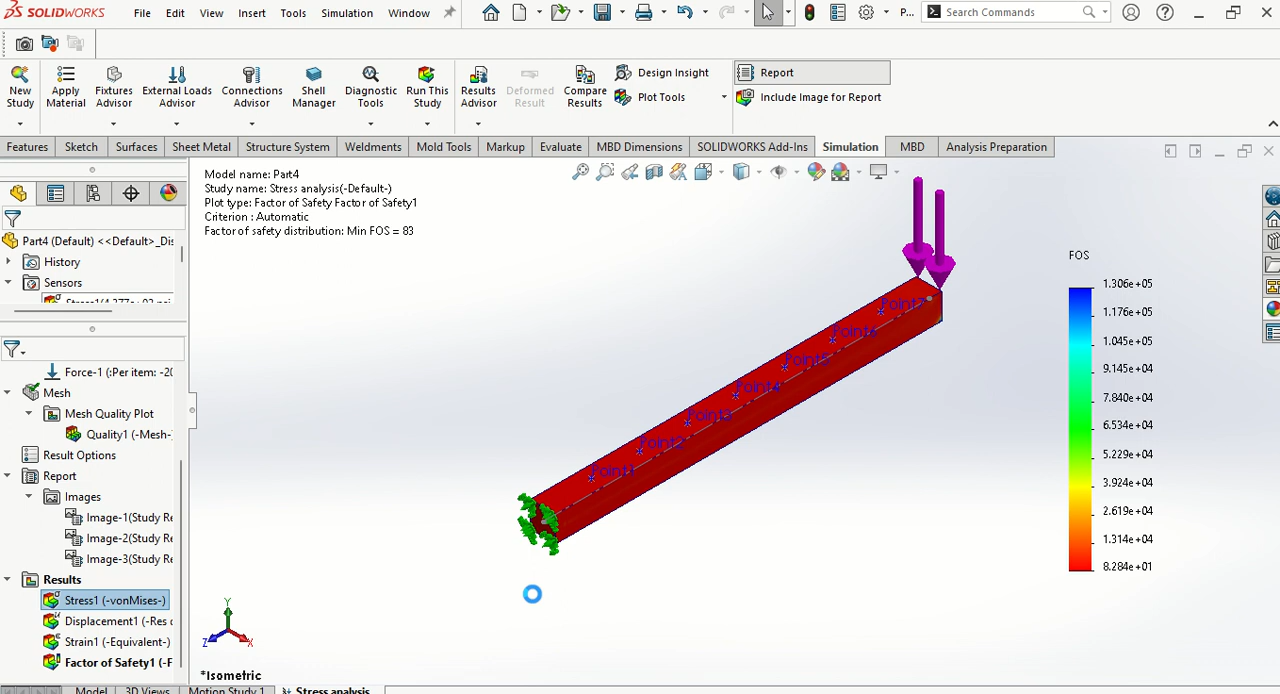 SOLIDWORKS File Edit View Insert Tools Simulation Window P... Search Commands
New Study
Apply Material
Fixtures Advisor
External Loads Advisor
Connections Advisor
Shell Manager
Diagnostic Tools
Run This Study
Results Advisor
Deformed Result
Compare Results
Design Insight
Plot Tools
Report
Include Image for Report
Features Sketch Surfaces Sheet Metal Structure System Weldments Mold Tools Markup Evaluate MBD Dimensions SOLIDWORKS Add-Ins Simulation MBD Analysis Preparation
Part4 (Default) <<Default>_Dis
History
Sensors
Force-1 (:Per item: -20
Mesh
Mesh Quality Plot
Quality1 (-Mesh-
Result Options
Report
Images
Image-1(Study Re
Image-2(Study Re
Image-3(Study Re
Results
Stress1 (-vonMises-)
Displacement1 (-Res d
Strain1 (-Equivalent-)
Factor of Safety1 (-F
Model name: Part4
Study name: Stress analysis(-Default-)
Plot type: Factor of Safety Factor of Safety1
Criterion : Automatic
Factor of safety distribution: Min FOS = 83
Point7
Point6
Point5
Point4
Point3
Point2
Point1
FOS
1.306e+05
1.176e+05
1.045e+05
9.145e+04
7.840e+04
6.534e+04
5.229e+04
3.924e+04
2.619e+04
1.314e+04
8.284e+01
Y
Z X
*Isometric
Model 3D Views Motion Study 1 Stress analysis